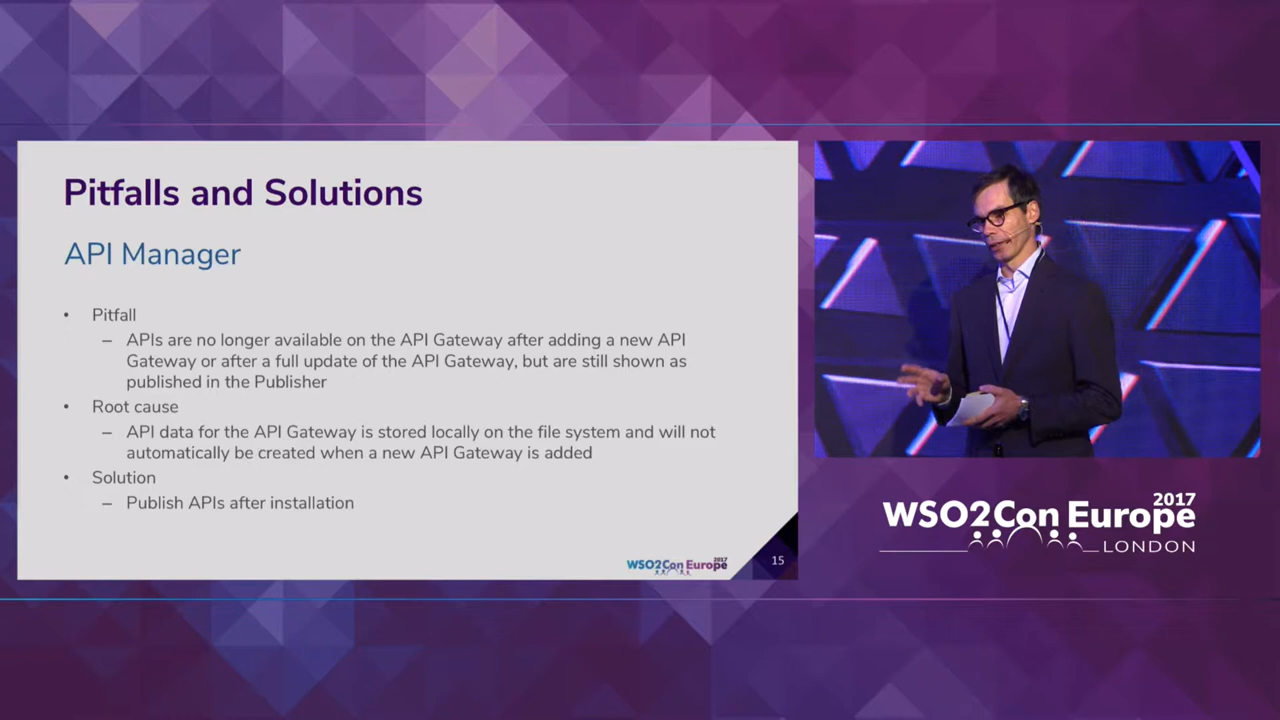 Pitfalls and Solutions
API Manager
• Pitfall
– APIs are no longer available on the API Gateway after adding a new API
Gateway or after a full update of the API Gateway, but are still shown as
published in the Publisher
• Root cause
– API data for the API Gateway is stored locally on the file system and will not
automatically be created when a new API Gateway is added
• Solution
– Publish APIs after installation
WSO2Con Europe 2017
15
2017
WSO2Con Europe
LONDON